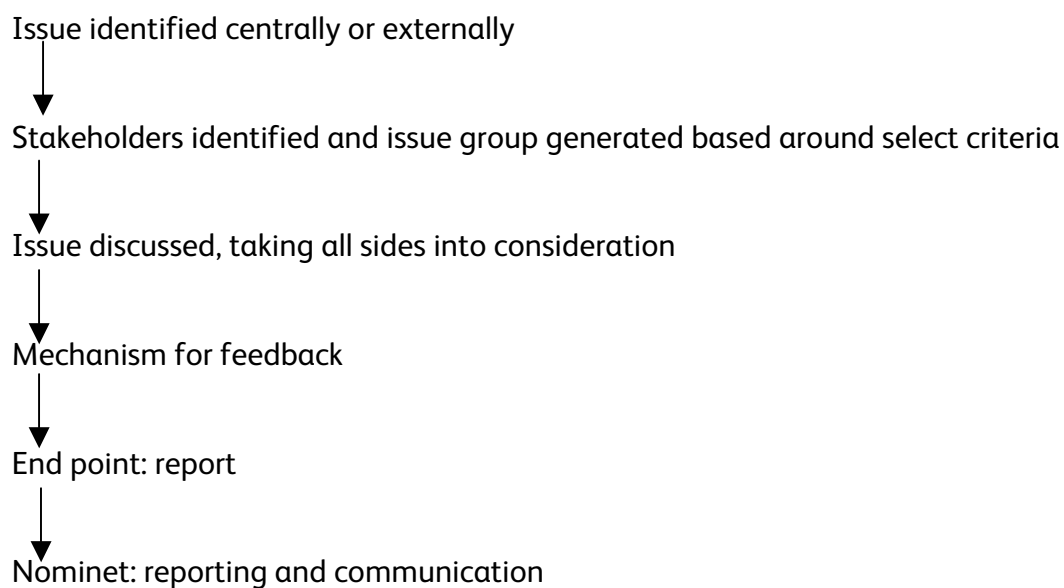 Issue identified centrally or externally
Stakeholders identified and issue group generated based around select criteria
Issue discussed, taking all sides into consideration
Mechanism for feedback
End point: report
Nominet: reporting and communication